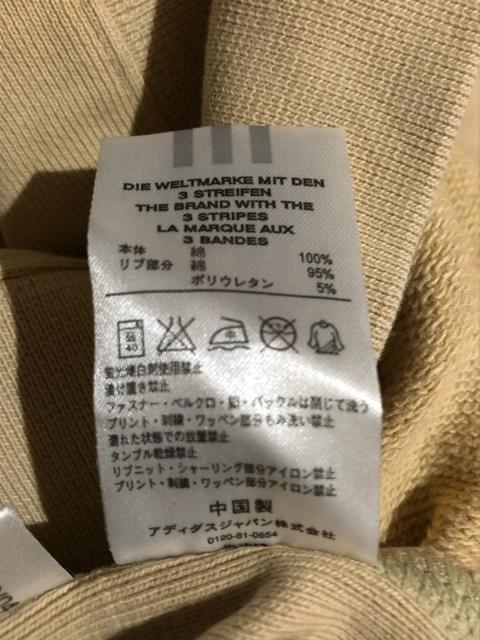 DIE WELTMARKE MIT DEN
3 STREIFEN
THE BRAND WITH THE
3 STRIPES
LA MARQUE AUX
3 BANDES
本体 綿 100%
リブ部分 綿 95%
ポリウレタン 5%
弱
40
中
蛍光増白剤使用禁止
漬け置き禁止
ファスナー・ベルクロ・釦・バックルは閉じて洗う
プリント・刺繍・ワッペン部分もみ洗い禁止
濡れた状態での放置禁止
タンブル乾燥禁止
リブニット・シャーリング部分アイロン禁止
プリント・刺繍・ワッペン部分アイロン禁止
中国製
アディダスジャパン株式会社
0120-81-0654